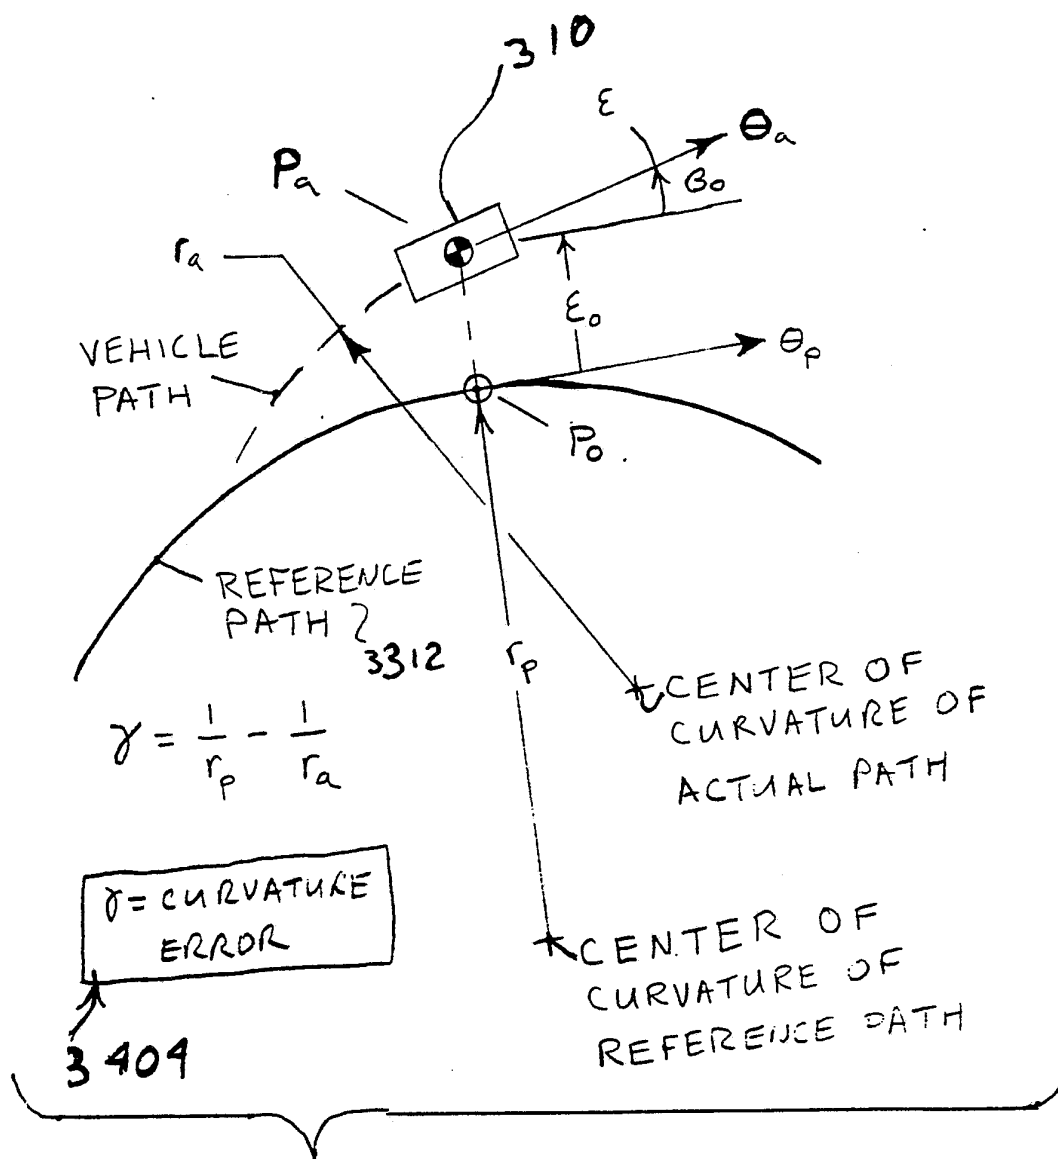 310
ε
Θa
Pa
βo
ra
εo
VEHICLE
PATH
θp
Po
REFERENCE
PATH
3312
rp
CENTER OF
CURVATURE OF
ACTUAL PATH
γ = 1/rp - 1/ra
γ = CURVATURE
ERROR
CENTER OF
CURVATURE OF
REFERENCE PATH
3404